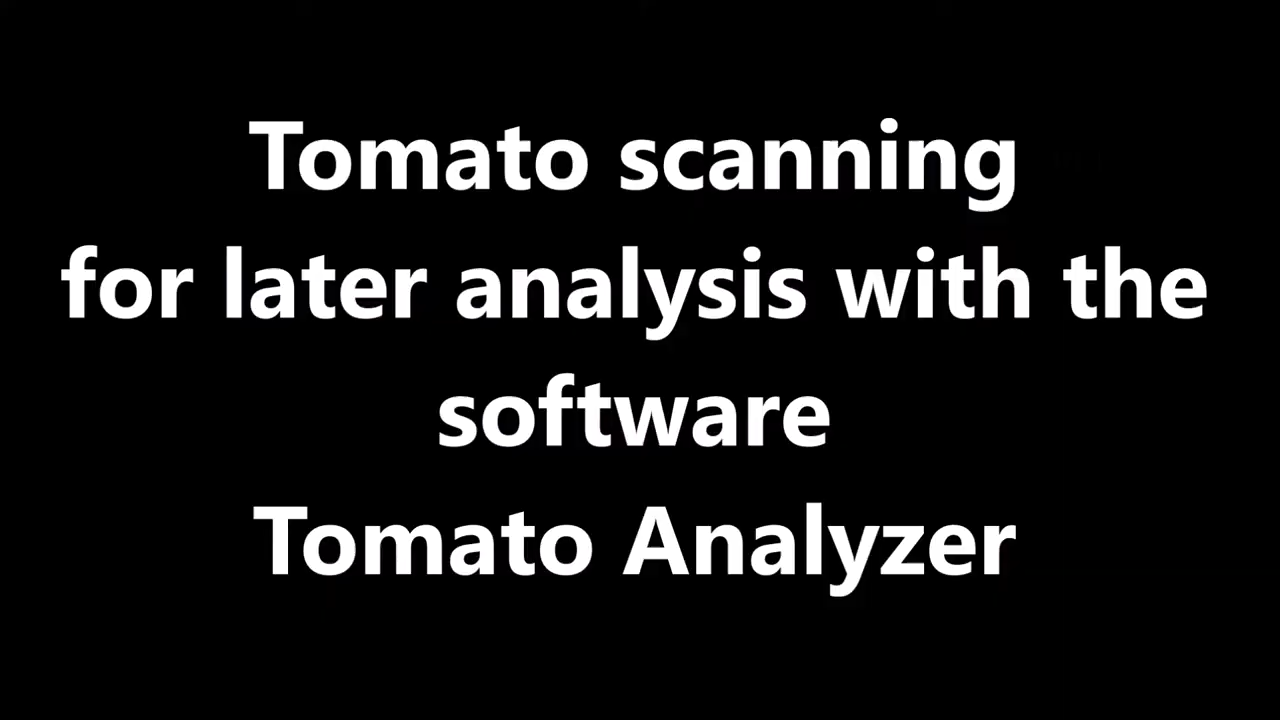 Tomato scanning
for later analysis with the
software
Tomato Analyzer